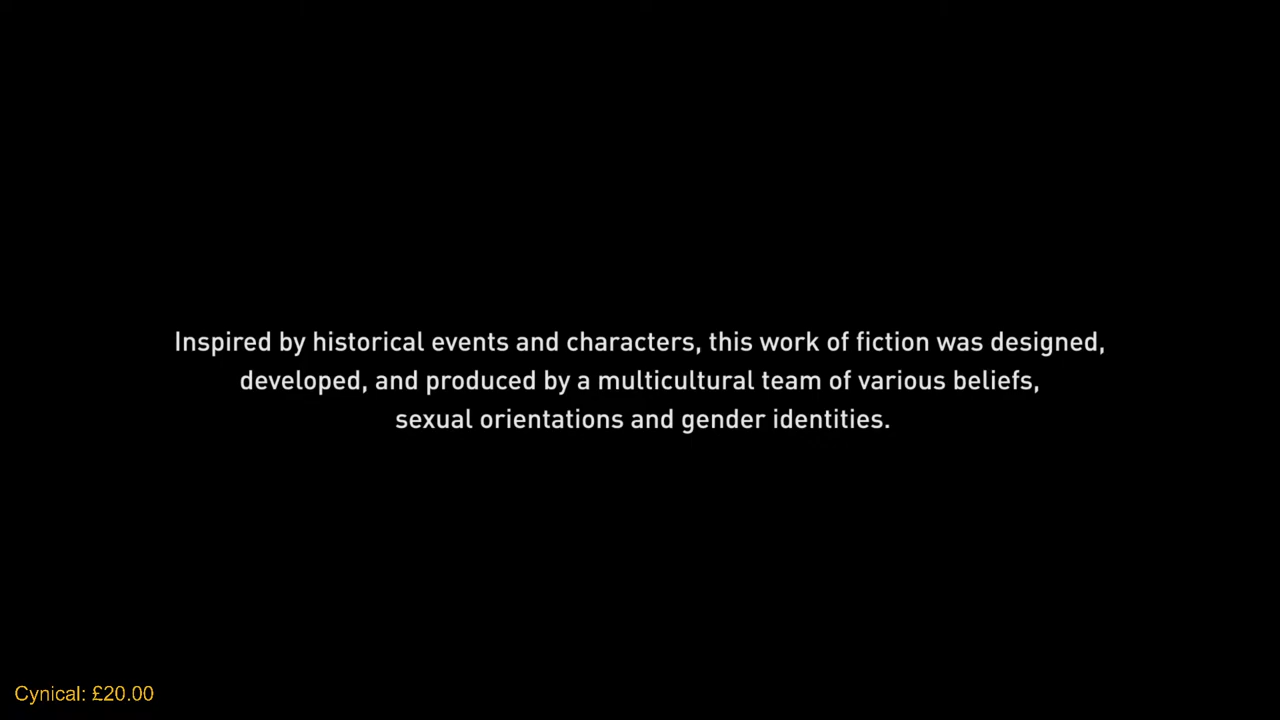 Inspired by historical events and characters, this work of fiction was designed,
developed, and produced by a multicultural team of various beliefs,
sexual orientations and gender identities.
Cynical: £20.00